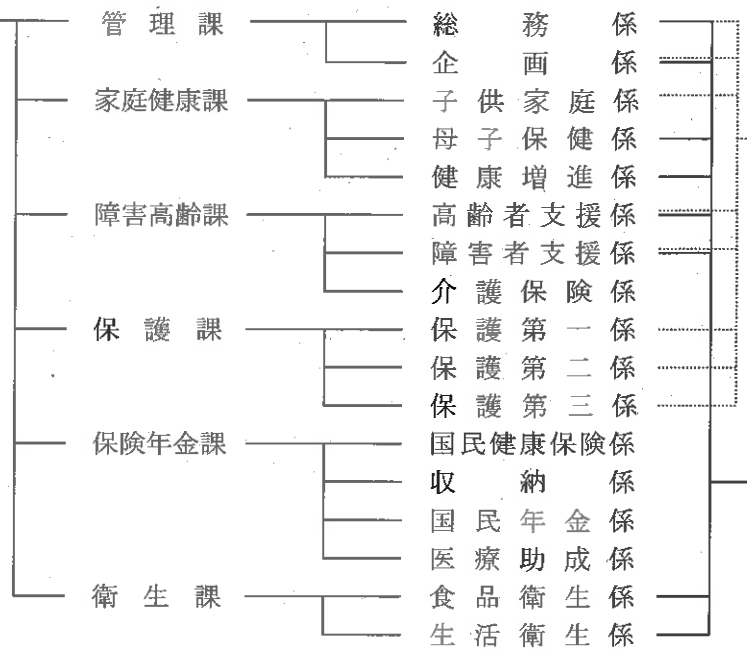 管理課 総務係
企画係
家庭健康課 子供家庭係
母子保健係
健康増進係
障害高齢課 高齢者支援係
障害者支援係
介護保険係
保護課 保護第一係
保護第二係
保護第三係
保険年金課 国民健康保険係
収納係
国民年金係
医療助成係
衛生課 食品衛生係
生活衛生係